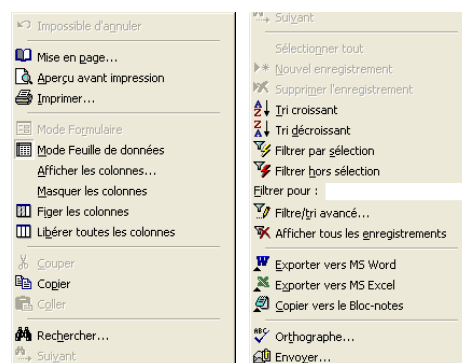 Impossible d'annuler
Mise en page...
Aperçu avant impression
Imprimer...
Mode Formulaire
Mode Feuille de données
Afficher les colonnes...
Masquer les colonnes
Figer les colonnes
Libérer toutes les colonnes
Couper
Copier
Coller
Rechercher...
Suivant
Suivant
Sélectionner tout
Nouvel enregistrement
Supprimer l'enregistrement
Tri croissant
Tri décroissant
Filtrer par sélection
Filtrer hors sélection
Filtrer pour :
Filtre/tri avancé...
Afficher tous les enregistrements
Exporter vers MS Word
Exporter vers MS Excel
Copier vers le Bloc-notes
Orthographe...
Envoyer...